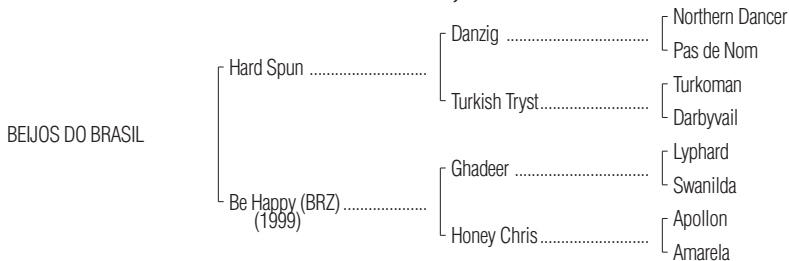 Northern Dancer
Danzig ................................
Pas de Nom
Hard Spun ...........................
Turkoman
Turkish Tryst.........................
Darbyvail
BEIJOS DO BRASIL
Lyphard
Ghadeer ...............................
Swanilda
Be Happy (BRZ) ...................
(1999)
Apollon
Honey Chris.........................
Amarela